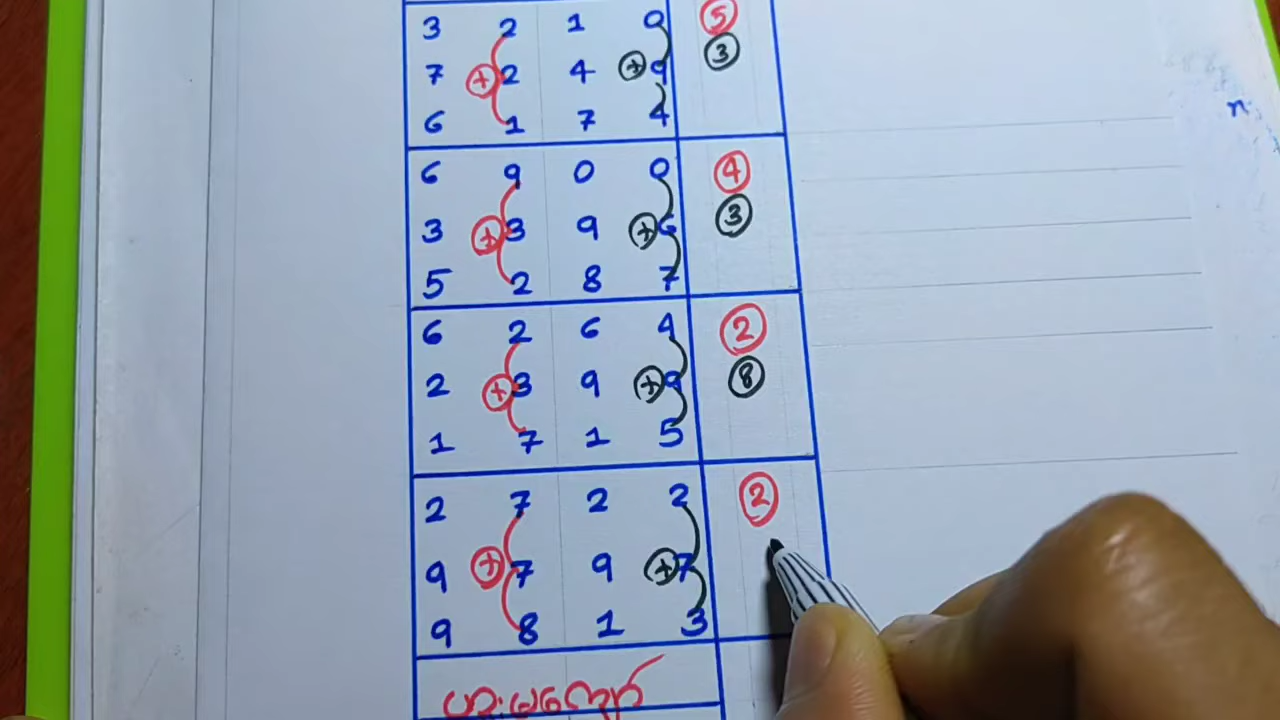 3 2 1 0 5
7 + 2 4 + 9 3
6 1 7 4
6 9 0 0 4
3 + 3 9 + 6 3
5 2 8 7
6 2 6 4 2
2 + 3 9 + 9 8
1 7 1 5
2 7 2 2 2
9 + 7 9 + 7
9 8 1 3
n